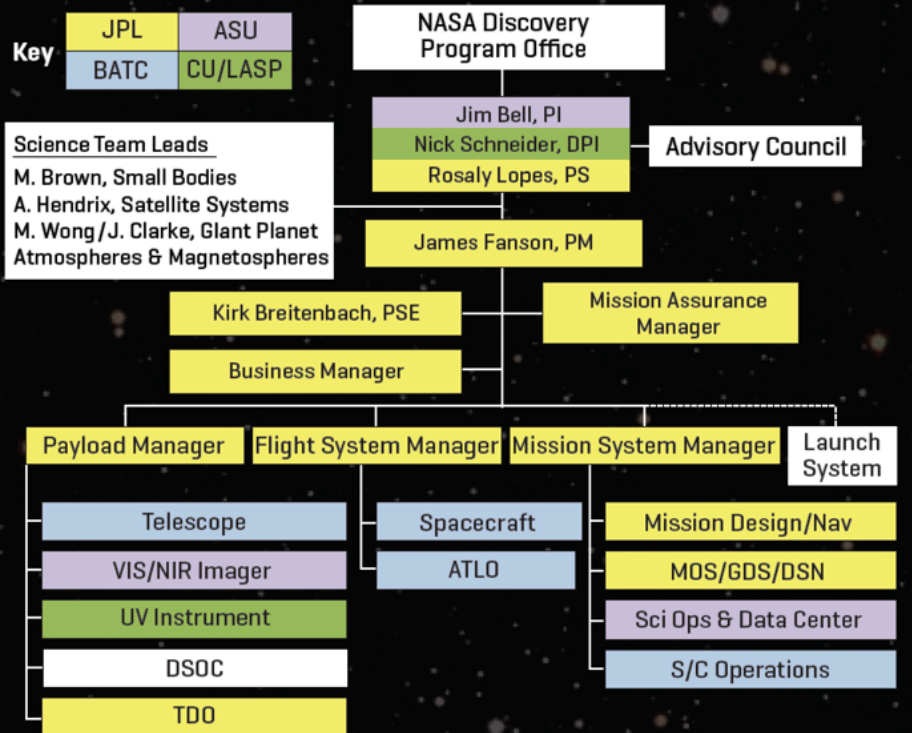 Key
JPL
ASU
BATC
CU/LASP
NASA Discovery
Program Office
Jim Bell, PI
Nick Schneider, DPI
Rosaly Lopes, PS
Advisory Council
Science Team Leads
M. Brown, Small Bodies
A. Hendrix, Satellite Systems
M. Wong/J. Clarke, Giant Planet
Atmospheres & Magnetospheres
James Fanson, PM
Kirk Breitenbach, PSE
Mission Assurance
Manager
Business Manager
Payload Manager
Flight System Manager
Mission System Manager
Launch
System
Telescope
VIS/NIR Imager
UV Instrument
DSOC
TDO
Spacecraft
ATLO
Mission Design/Nav
MOS/GDS/DSN
Sci Ops & Data Center
S/C Operations